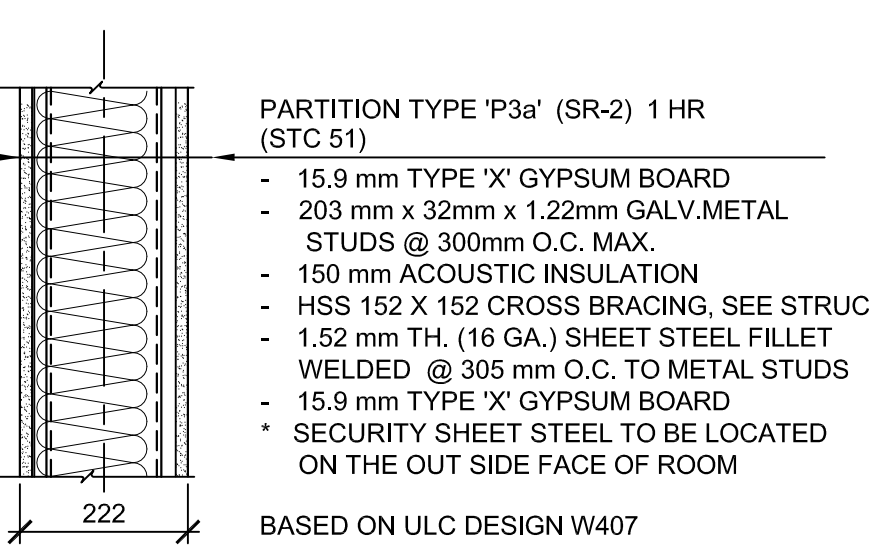 PARTITION TYPE 'P3a' (SR-2) 1 HR
(STC 51)
- 15.9 mm TYPE 'X' GYPSUM BOARD
- 203 mm x 32mm x 1.22mm GALV.METAL
STUDS @ 300mm O.C. MAX.
- 150 mm ACOUSTIC INSULATION
- HSS 152 X 152 CROSS BRACING, SEE STRUC
- 1.52 mm TH. (16 GA.) SHEET STEEL FILLET
WELDED @ 305 mm O.C. TO METAL STUDS
- 15.9 mm TYPE 'X' GYPSUM BOARD
* SECURITY SHEET STEEL TO BE LOCATED
ON THE OUT SIDE FACE OF ROOM
222
BASED ON ULC DESIGN W407